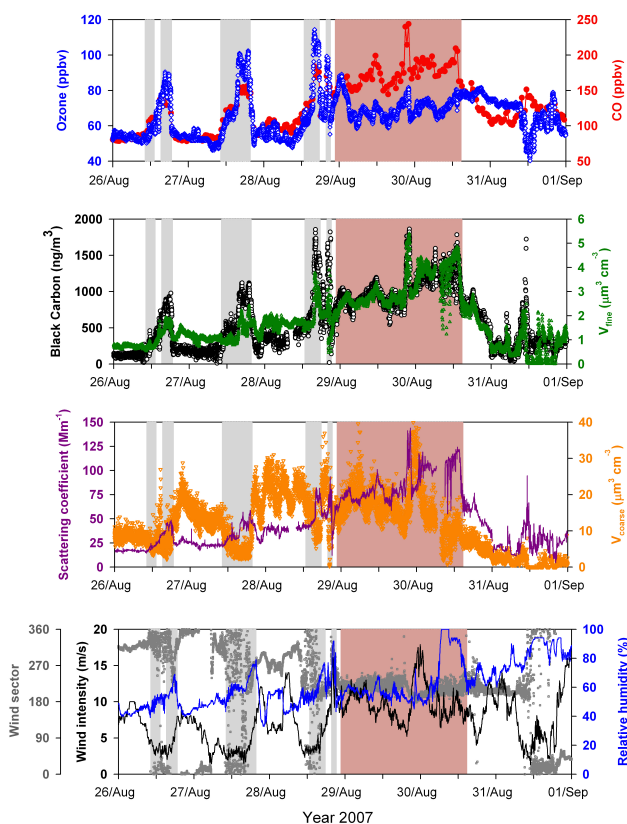 120 250
100 200
80 150
60 100
40 50
Ozone (ppbv)
CO (ppbv)
26/Aug 27/Aug 28/Aug 29/Aug 30/Aug 31/Aug 01/Sep
2000 6
1500 5
1000 4
500 3
0 2
1
0
Black Carbon (ng/m³)
Vfine (µm³ cm⁻³)
26/Aug 27/Aug 28/Aug 29/Aug 30/Aug 31/Aug 01/Sep
150 40
125 30
100 20
75 10
50 0
25
0
Scattering coefficient (Mm⁻¹)
Vcoarse (µm³ cm⁻³)
26/Aug 27/Aug 28/Aug 29/Aug 30/Aug 31/Aug 01/Sep
360 20 100
270 15 80
180 10 60
90 5 40
0 0 20
0
Wind sector
Wind intensity (m/s)
Relative humidity (%)
26/Aug 27/Aug 28/Aug 29/Aug 30/Aug 31/Aug 01/Sep
Year 2007